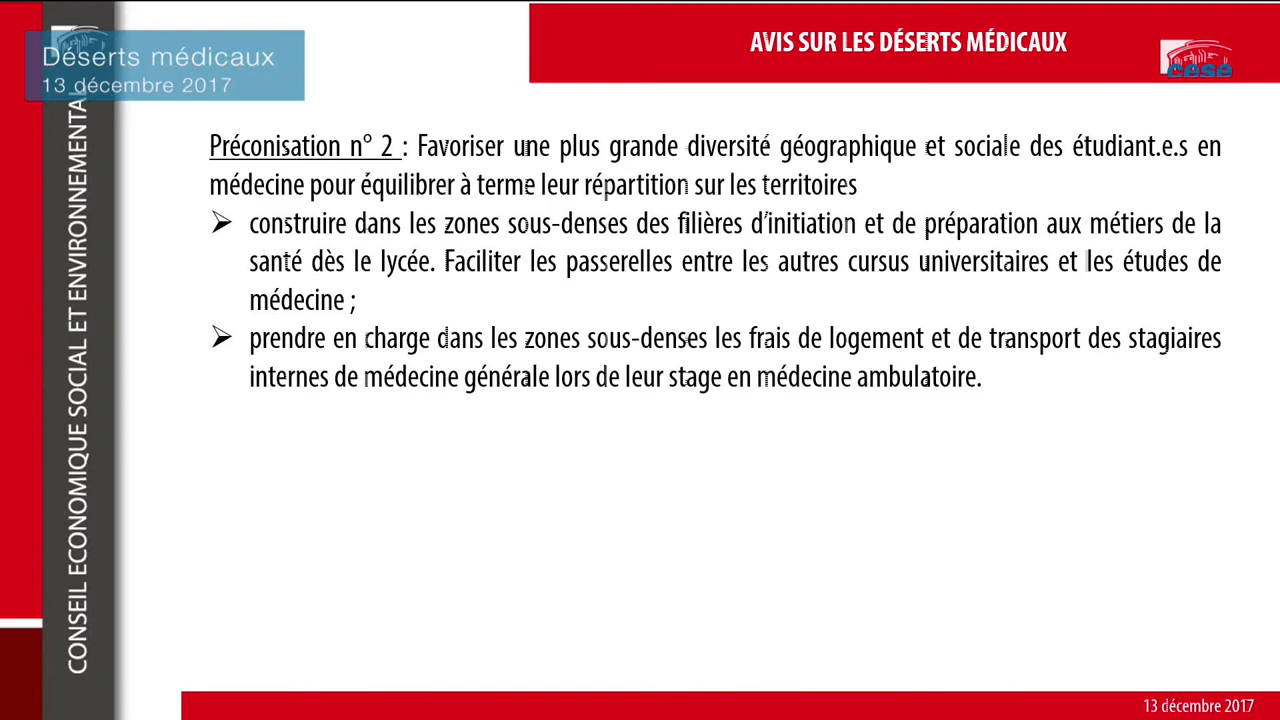 Déserts médicaux
13 décembre 2017
AVIS SUR LES DÉSERTS MÉDICAUX
cese
CONSEIL ECONOMIQUE SOCIAL ET ENVIRONNEMENTAL
Préconisation n° 2 : Favoriser une plus grande diversité géographique et sociale des étudiant.e.s en
médecine pour équilibrer à terme leur répartition sur les territoires
➢ construire dans les zones sous-denses des filières d'initiation et de préparation aux métiers de la
santé dès le lycée. Faciliter les passerelles entre les autres cursus universitaires et les études de
médecine ;
➢ prendre en charge dans les zones sous-denses les frais de logement et de transport des stagiaires
internes de médecine générale lors de leur stage en médecine ambulatoire.
13 décembre 2017